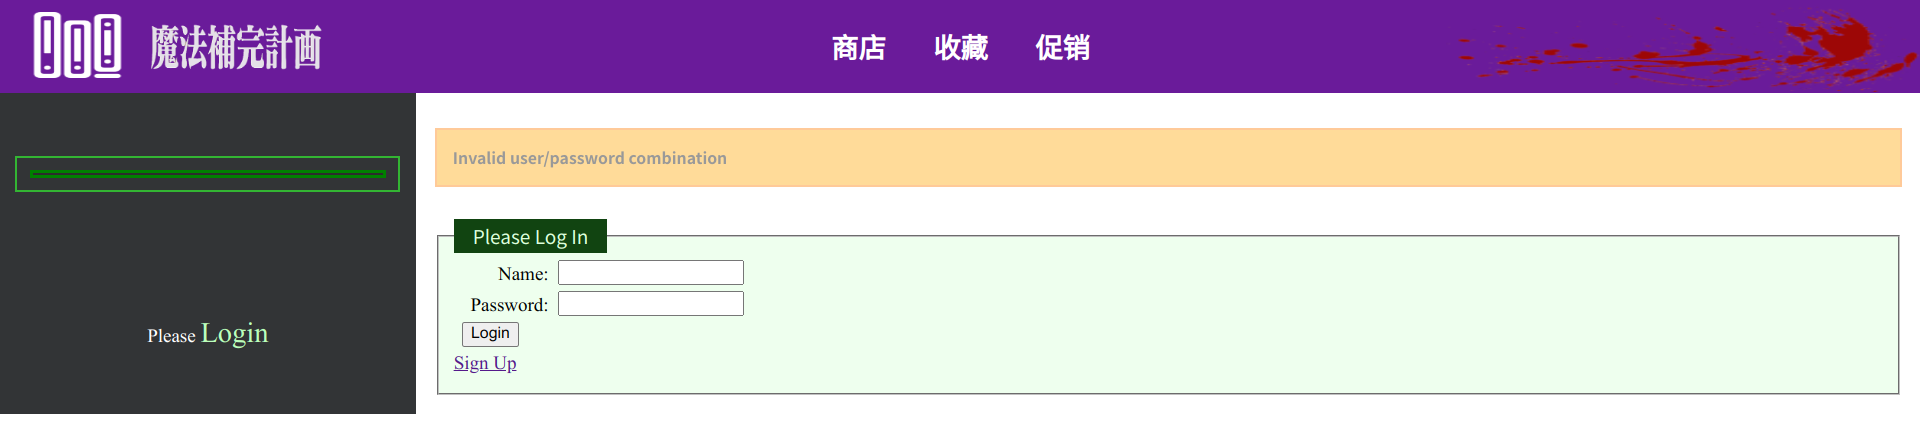 魔法補完計画
商店 收藏 促销
Invalid user/password combination
Please Log In
Name:
Password:
Login
Sign Up
Please Login